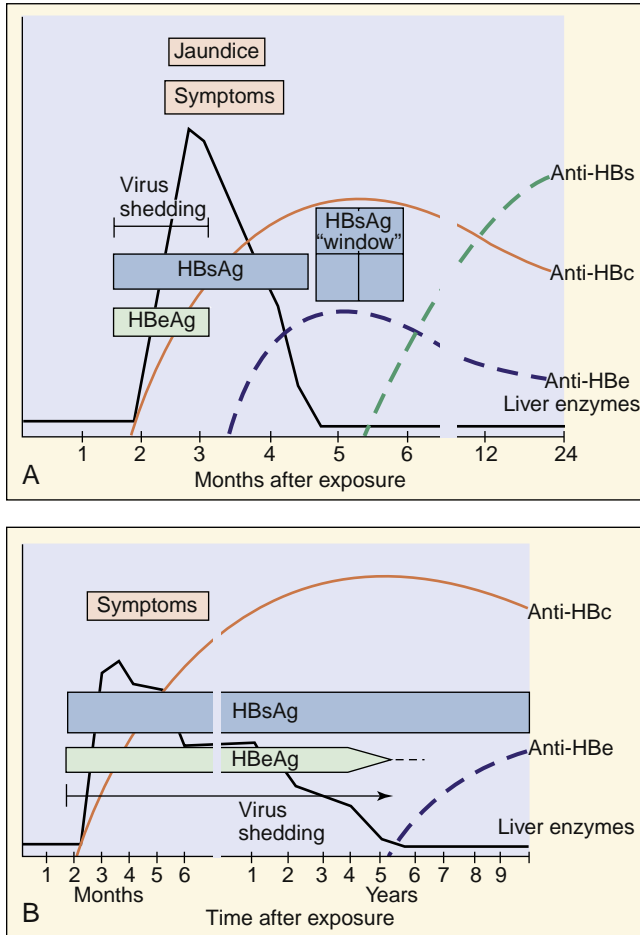 Jaundice
Symptoms
Virus
shedding
HBsAg
"window"
HBsAg
HBeAg
Anti-HBs
Anti-HBc
Anti-HBe
Liver enzymes
1 2 3 4 5 6 12 24
A
Months after exposure
Symptoms
Anti-HBc
HBsAg
HBeAg
Anti-HBe
Virus
shedding
Liver enzymes
1 2 3 4 5 6 1 2 3 4 5 6 7 8 9
Months Years
B
Time after exposure